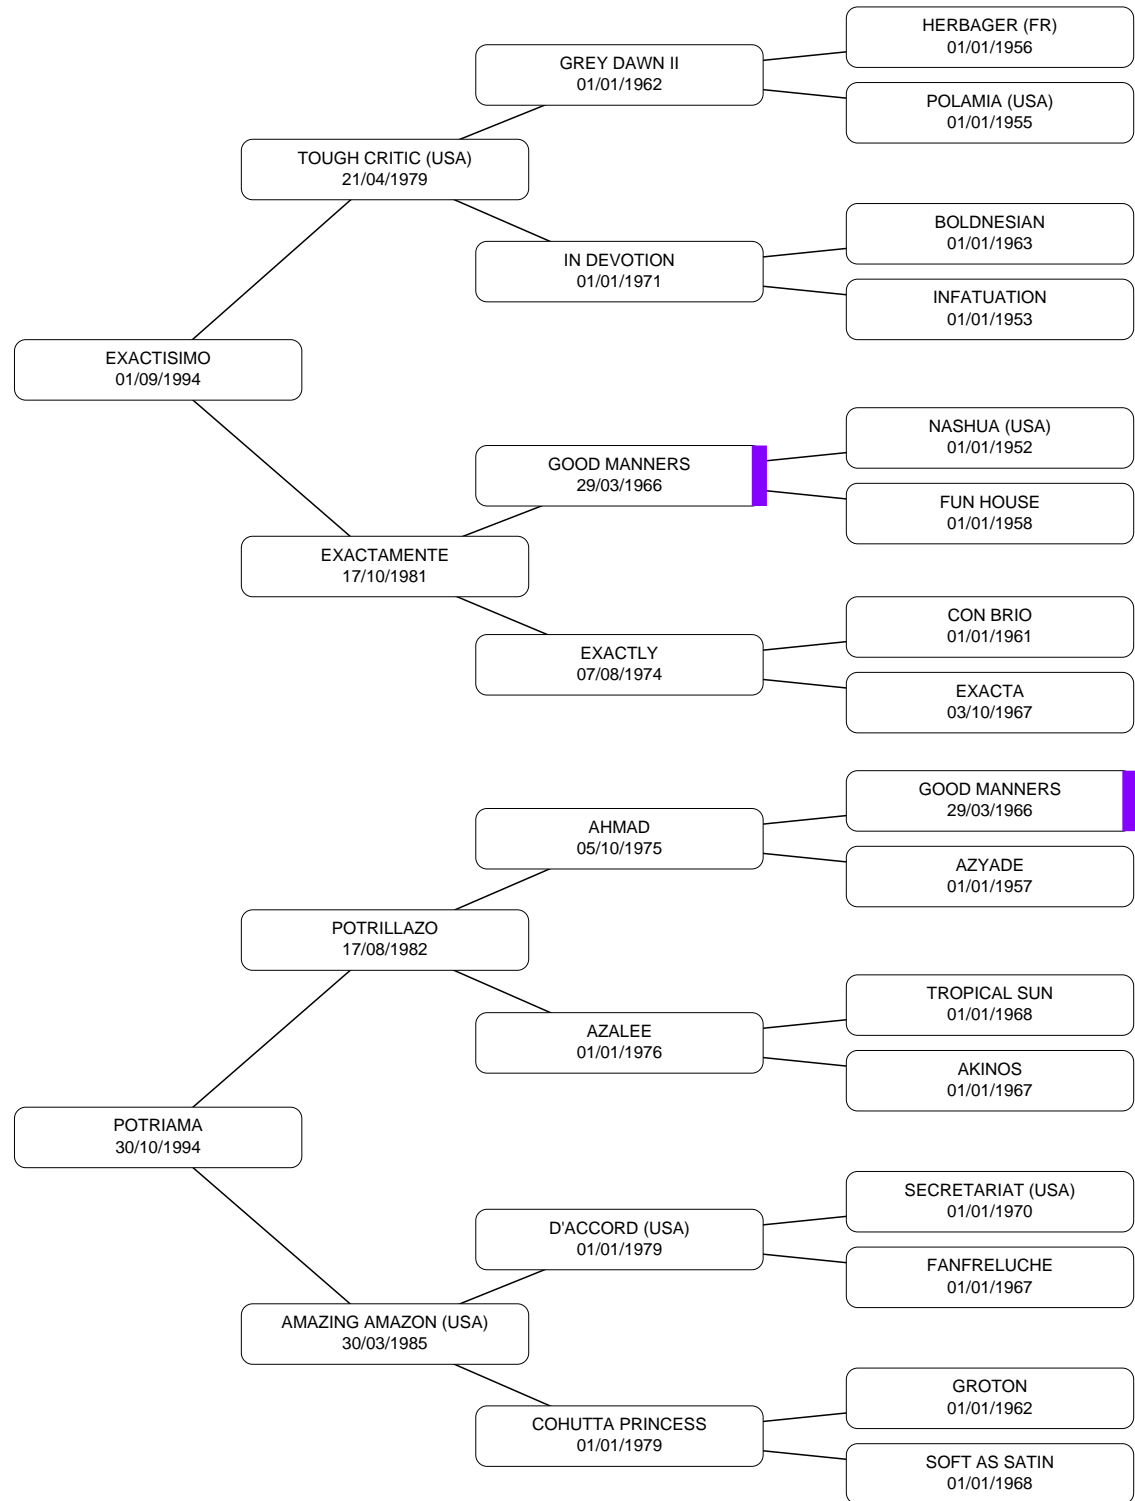 HERBAGER (FR)
01/01/1956
GREY DAWN II
01/01/1962
POLAMIA (USA)
01/01/1955
TOUGH CRITIC (USA)
21/04/1979
BOLDNESIAN
01/01/1963
IN DEVOTION
01/01/1971
INFATUATION
01/01/1953
EXACTISIMO
01/09/1994
NASHUA (USA)
01/01/1952
GOOD MANNERS
29/03/1966
FUN HOUSE
01/01/1958
EXACTAMENTE
17/10/1981
CON BRIO
01/01/1961
EXACTLY
07/08/1974
EXACTA
03/10/1967
GOOD MANNERS
29/03/1966
AHMAD
05/10/1975
AZYADE
01/01/1957
POTRILLAZO
17/08/1982
TROPICAL SUN
01/01/1968
AZALEE
01/01/1976
AKINOS
01/01/1967
POTRIAMA
30/10/1994
SECRETARIAT (USA)
01/01/1970
D'ACCORD (USA)
01/01/1979
FANFRELUCHE
01/01/1967
AMAZING AMAZON (USA)
30/03/1985
GROTON
01/01/1962
COHUTTA PRINCESS
01/01/1979
SOFT AS SATIN
01/01/1968